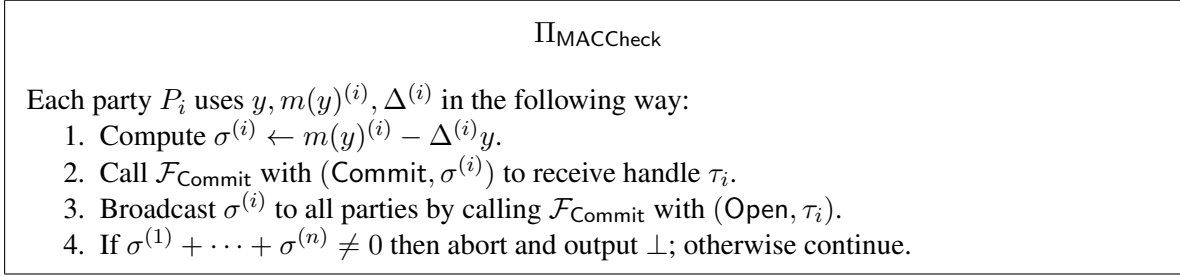 Π_MACCheck
Each party P_i uses y, m(y)^(i), Δ^(i) in the following way:
1. Compute σ^(i) ← m(y)^(i) − Δ^(i)y.
2. Call F_Commit with (Commit, σ^(i)) to receive handle τ_i.
3. Broadcast σ^(i) to all parties by calling F_Commit with (Open, τ_i).
4. If σ^(1) + ··· + σ^(n) ≠ 0 then abort and output ⊥; otherwise continue.